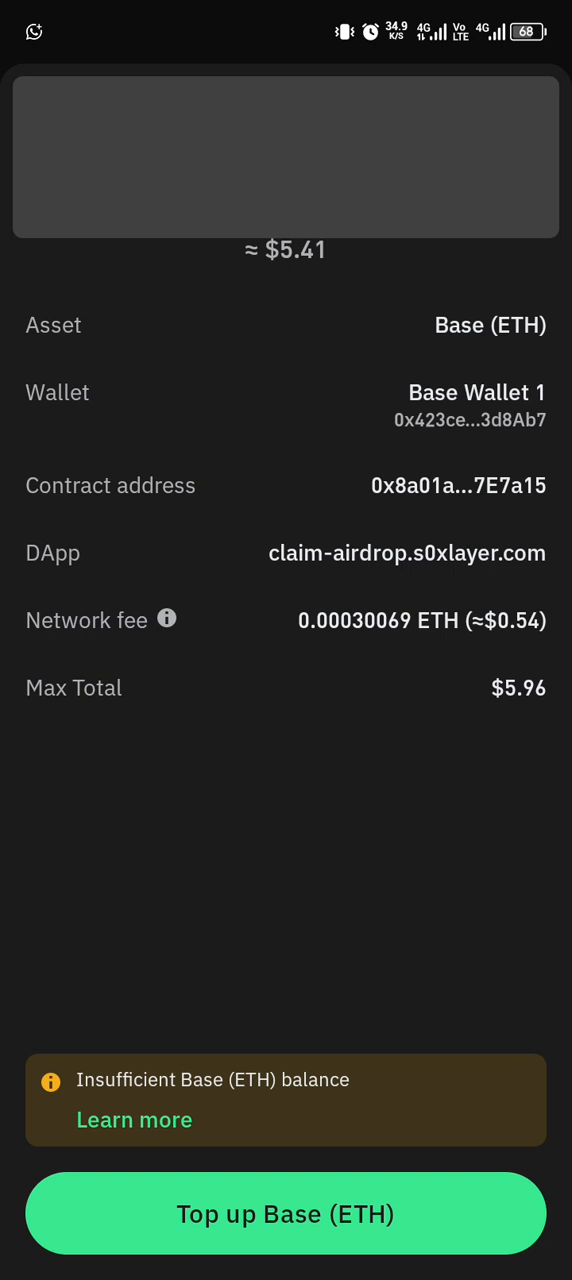 34.9
K/S
4G
Vo
LTE
4G
68
≈ $5.41
Asset
Base (ETH)
Wallet
Base Wallet 1
0x423ce...3d8Ab7
Contract address
0x8a01a...7E7a15
DApp
claim-airdrop.s0xlayer.com
Network fee
0.00030069 ETH (≈$0.54)
Max Total
$5.96
Insufficient Base (ETH) balance
Learn more
Top up Base (ETH)